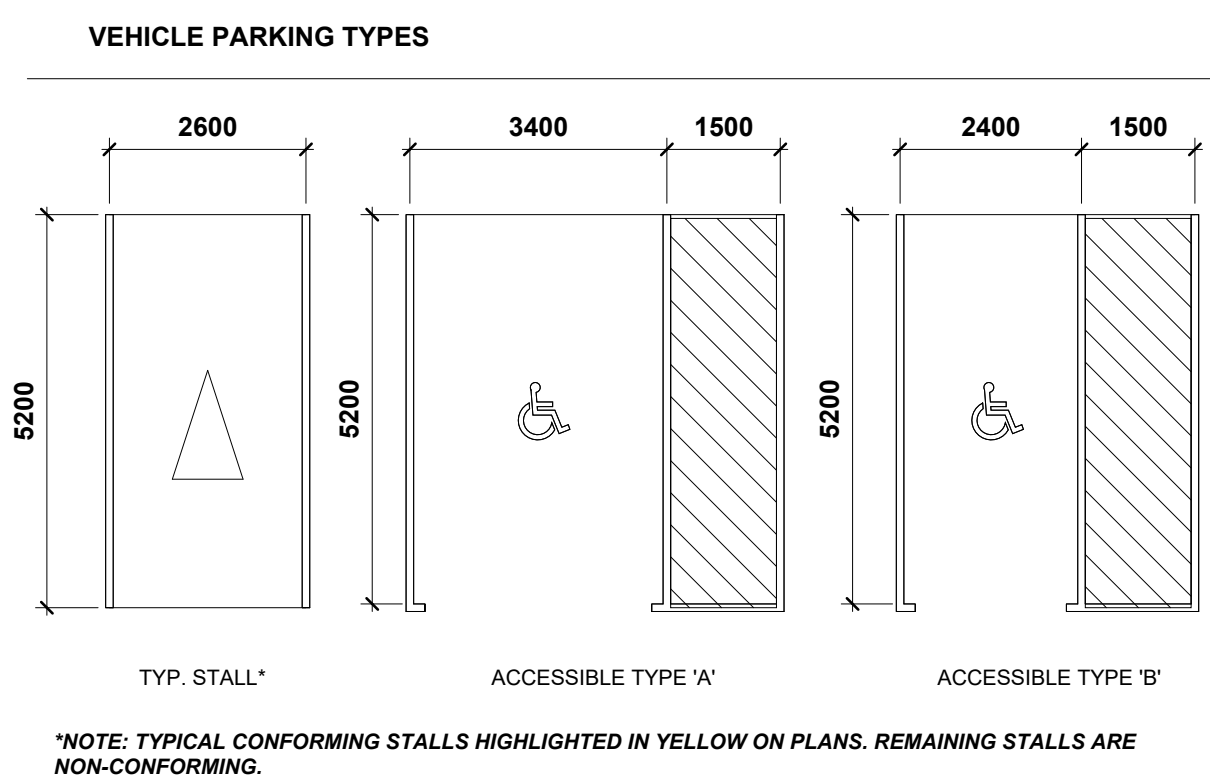 VEHICLE PARKING TYPES
2600
3400
1500
2400
1500
5200
5200
5200
TYP. STALL*
ACCESSIBLE TYPE 'A'
ACCESSIBLE TYPE 'B'
*NOTE: TYPICAL CONFORMING STALLS HIGHLIGHTED IN YELLOW ON PLANS. REMAINING STALLS ARE
NON-CONFORMING.